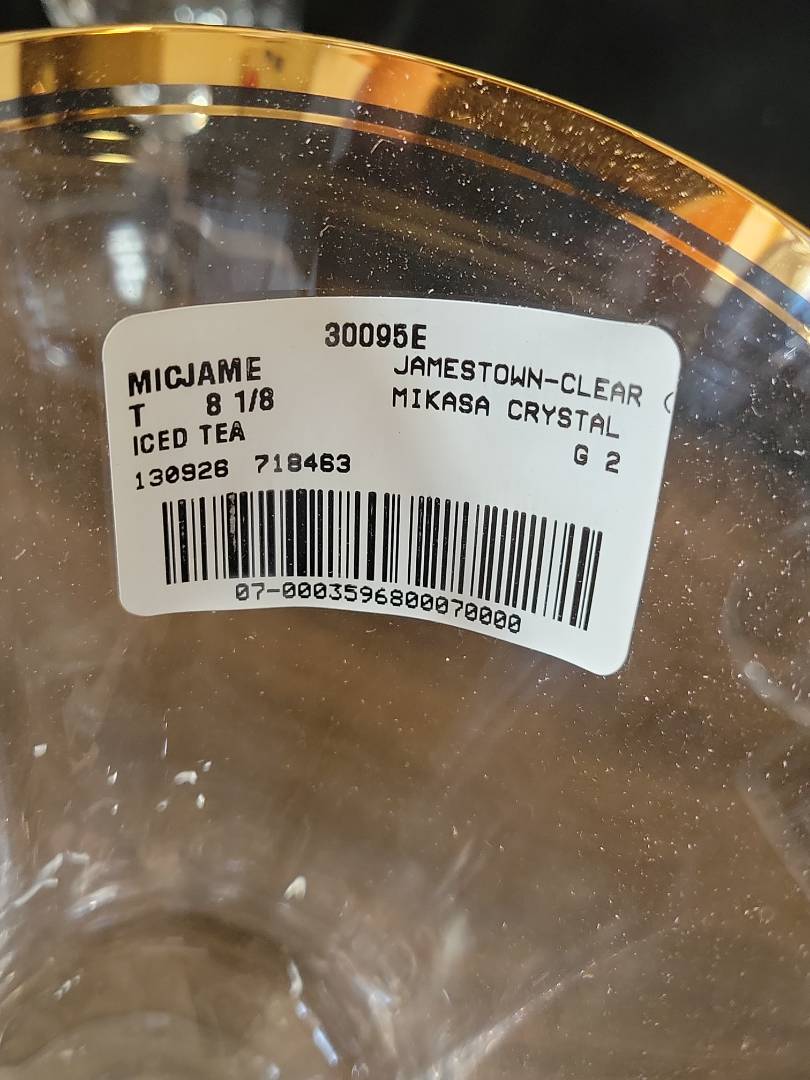 30095E
MICJAME JAMESTOWN-CLEAR (
T 8 1/8 MIKASA CRYSTAL
ICED TEA G 2
130926 718463
07-0003596800070000